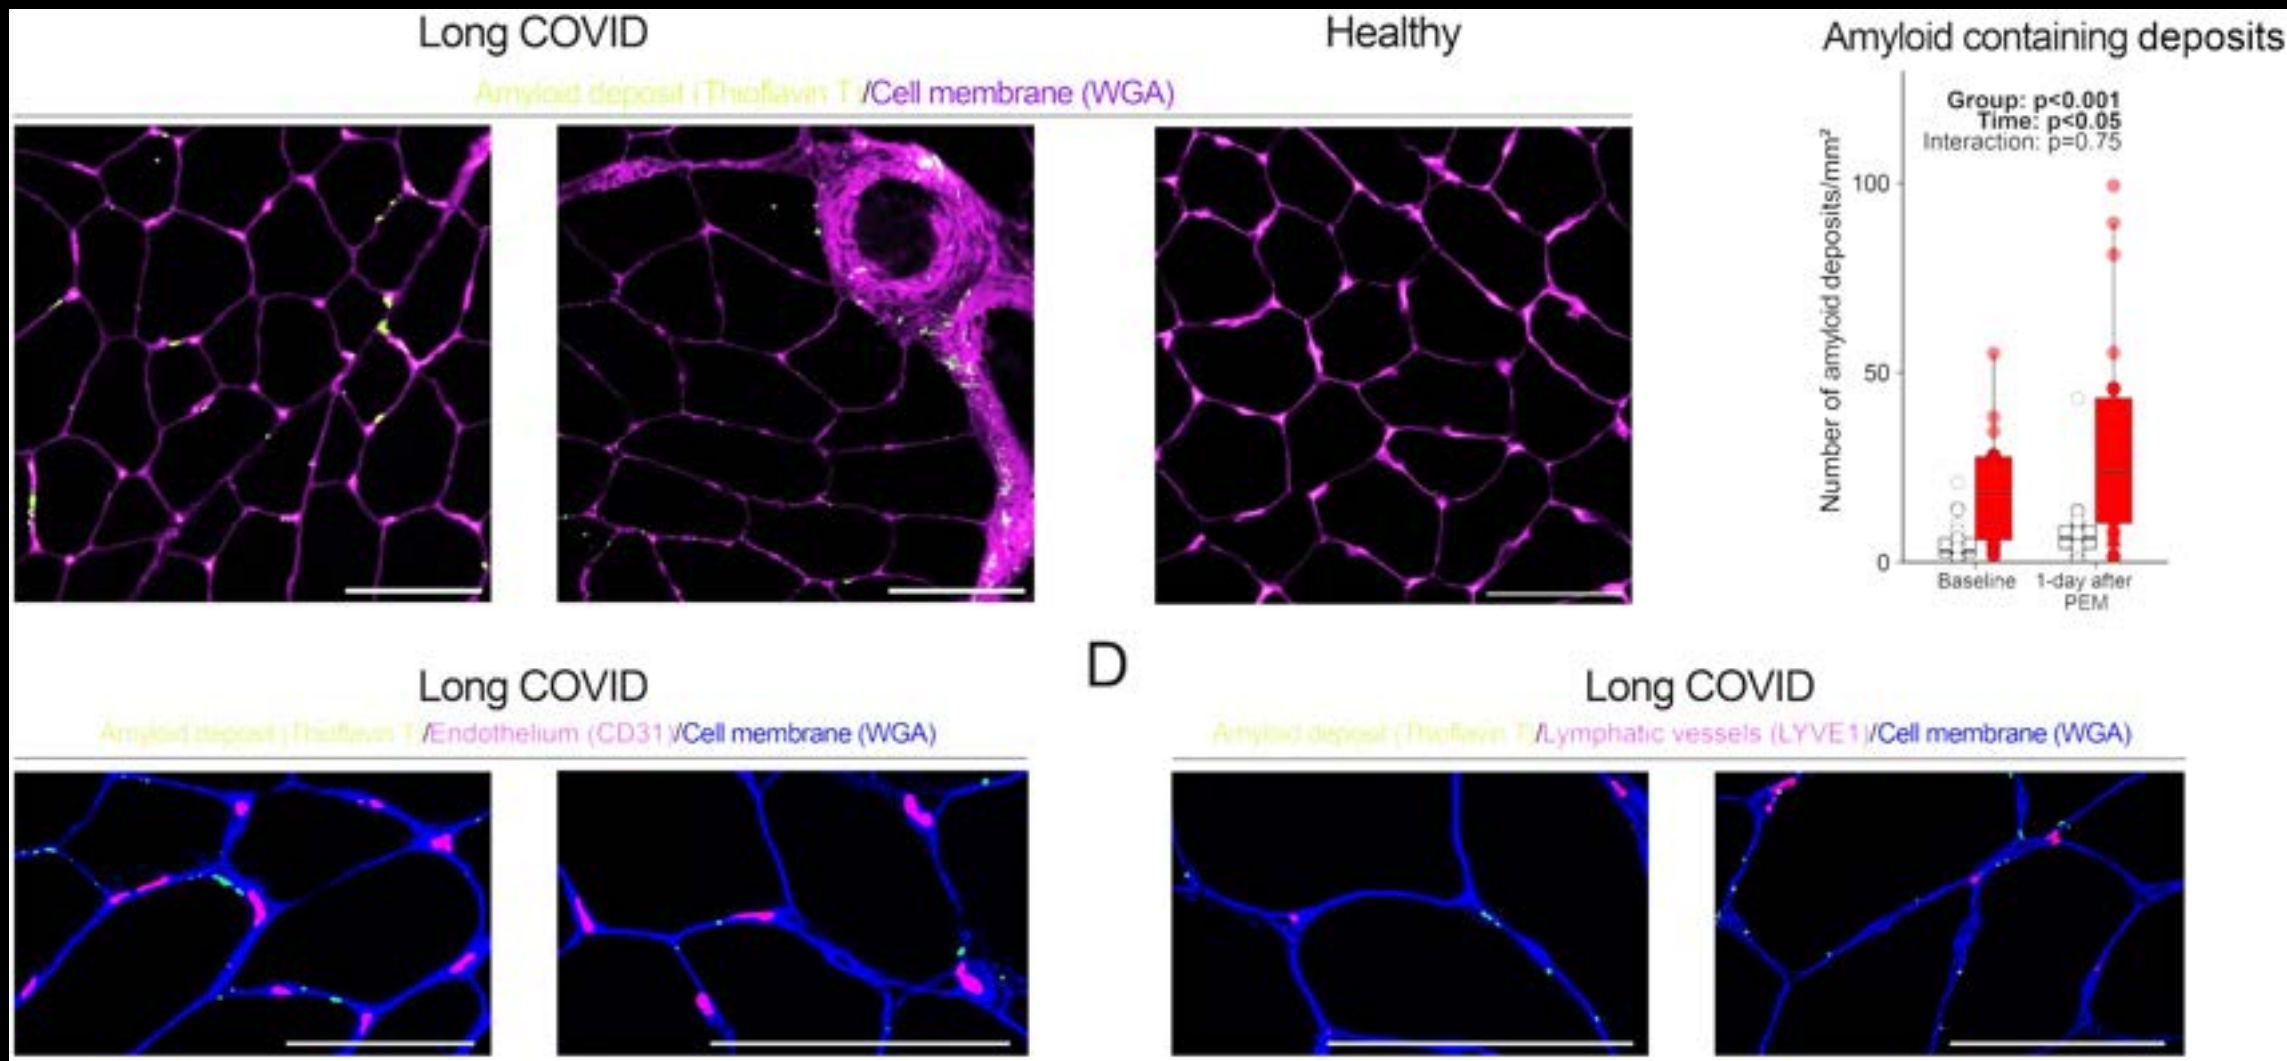 Long COVID
Healthy
Amyloid containing deposits
Amyloid deposit (Thioflavin T)/Cell membrane (WGA)
Group: p<0.001
Time: p<0.05
Interaction: p=0.75
Number of amyloid deposits/mm²
100
50
0
Baseline
1-day after
PEM
Long COVID
Amyloid deposit (Thioflavin T)/Endothelium (CD31)/Cell membrane (WGA)
D
Long COVID
Amyloid deposit (Thioflavin T)/Lymphatic vessels (LYVE1)/Cell membrane (WGA)